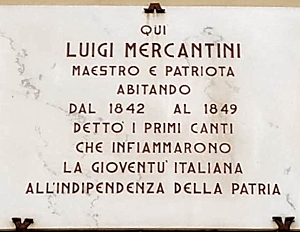 QUI
LUIGI MERCANTINI
MAESTRO E PATRIOTA
ABITANDO
DAL 1842 AL 1849
DETTO' I PRIMI CANTI
CHE INFIAMMARONO
LA GIOVENTU' ITALIANA
ALL'INDIPENDENZA DELLA PATRIA